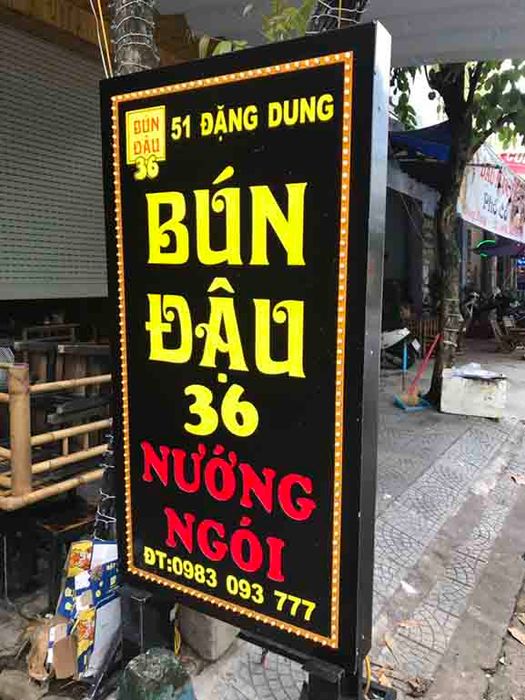 BÚN
ĐẬU
36
51 ĐẶNG DUNG
BÚN
ĐẬU
36
NƯỚNG
NGÓI
ĐT:0983 093 777